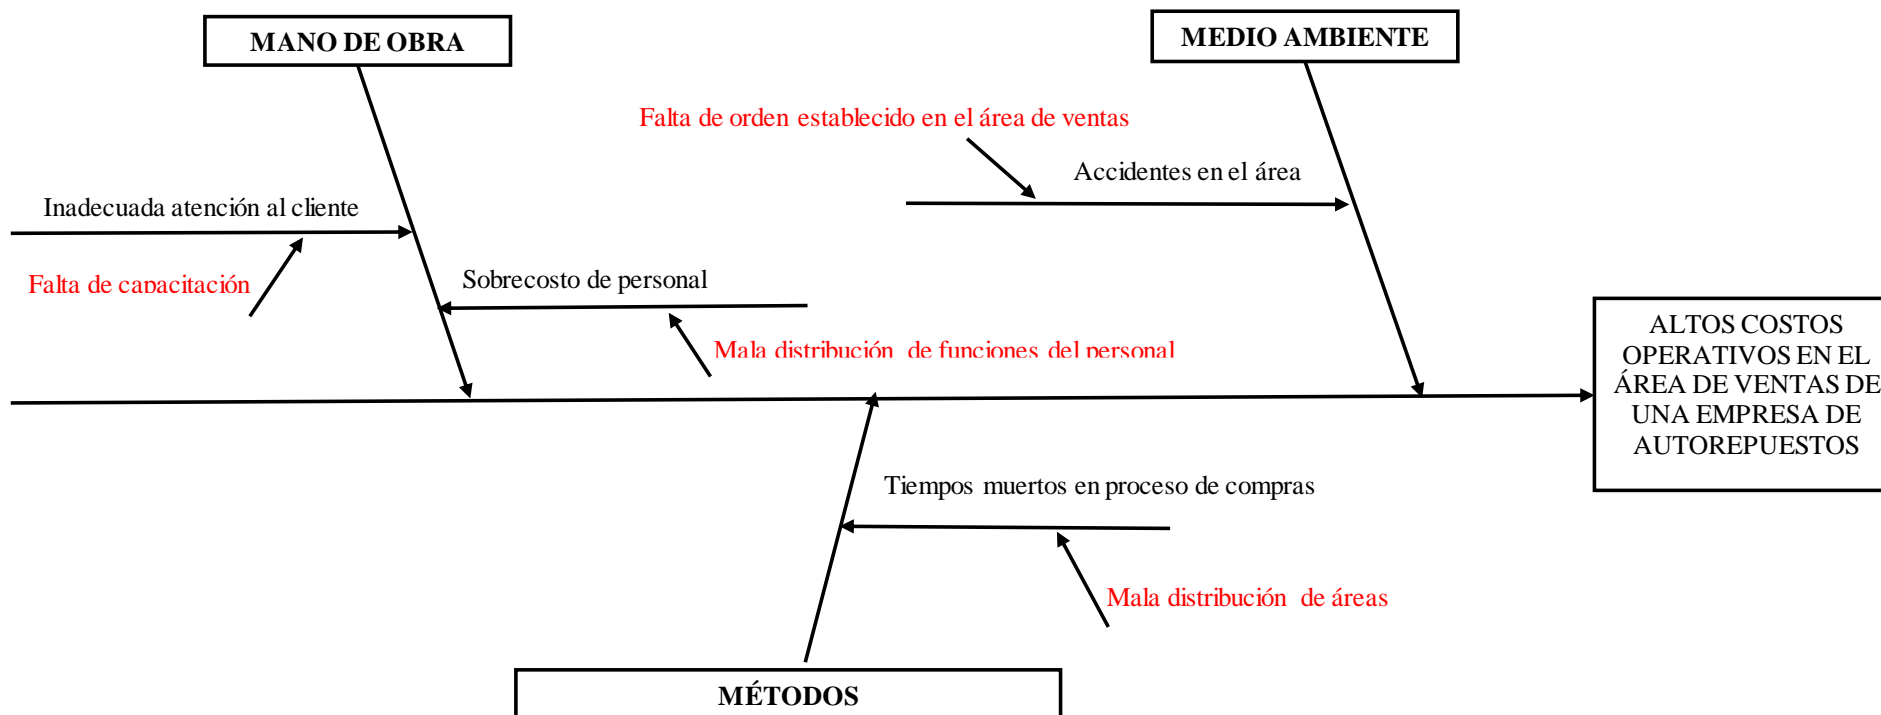 MANO DE OBRA
MEDIO AMBIENTE
Falta de orden establecido en el área de ventas
Accidentes en el área
Inadecuada atención al cliente
Falta de capacitación
Sobrecosto de personal
Mala distribución de funciones del personal
ALTOS COSTOS
OPERATIVOS EN EL
ÁREA DE VENTAS DE
UNA EMPRESA DE
AUTOREPUESTOS
Tiempos muertos en proceso de compras
Mala distribución de áreas
MÉTODOS